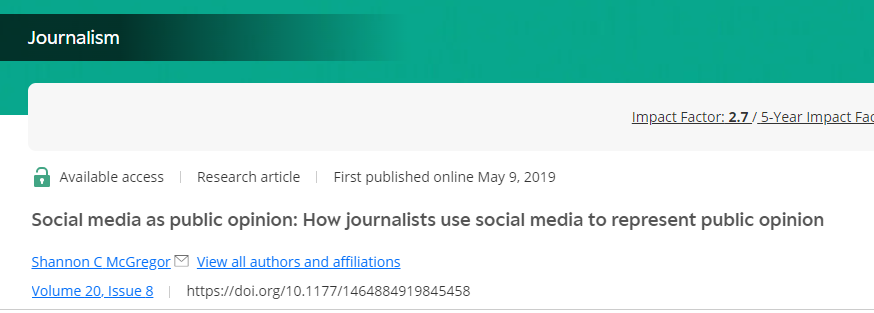 Journalism
Impact Factor: 2.7 / 5-Year Impact
Available access | Research article | First published online May 9, 2019
Social media as public opinion: How journalists use social media to represent public opinion
Shannon C McGregor View all authors and affiliations
Volume 20, Issue 8 | https://doi.org/10.1177/1464884919845458